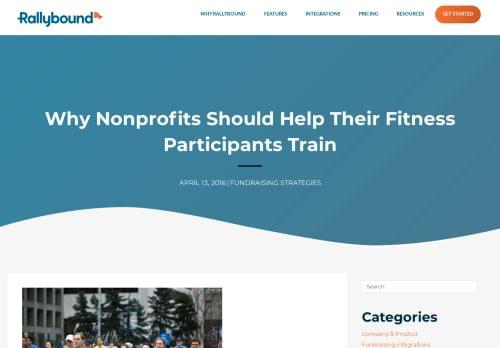 Rallybound
WHY RALLYBOUND
FEATURES
INTEGRATIONS
PRICING
RESOURCES
GET STARTED
Why Nonprofits Should Help Their Fitness
Participants Train
APRIL 13, 2016 | FUNDRAISING STRATEGIES
Search
Categories
Company & Product
Fundraising Integrations